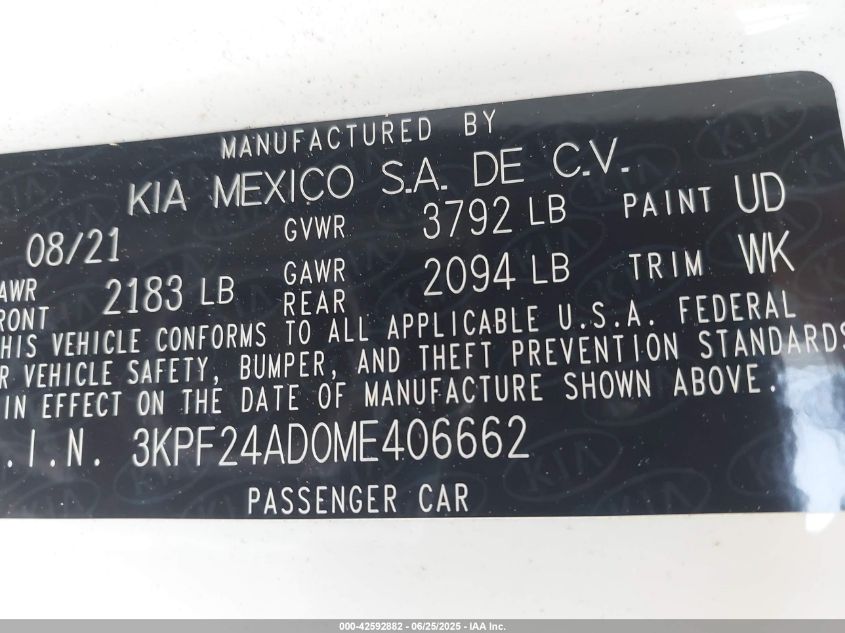 MANUFACTURED BY
KIA MEXICO S.A. DE C.V.
08/21 GVWR 3792 LB PAINT UD
AWR 2183 LB GAWR 2094 LB TRIM WK
RONT REAR
HIS VEHICLE CONFORMS TO ALL APPLICABLE U.S.A. FEDERAL
R VEHICLE SAFETY, BUMPER, AND THEFT PREVENTION STANDARDS
IN EFFECT ON THE DATE OF MANUFACTURE SHOWN ABOVE.
.I.N. 3KPF24AD0ME406662
PASSENGER CAR
000-42592882 - 06/25/2025 - IAA Inc.